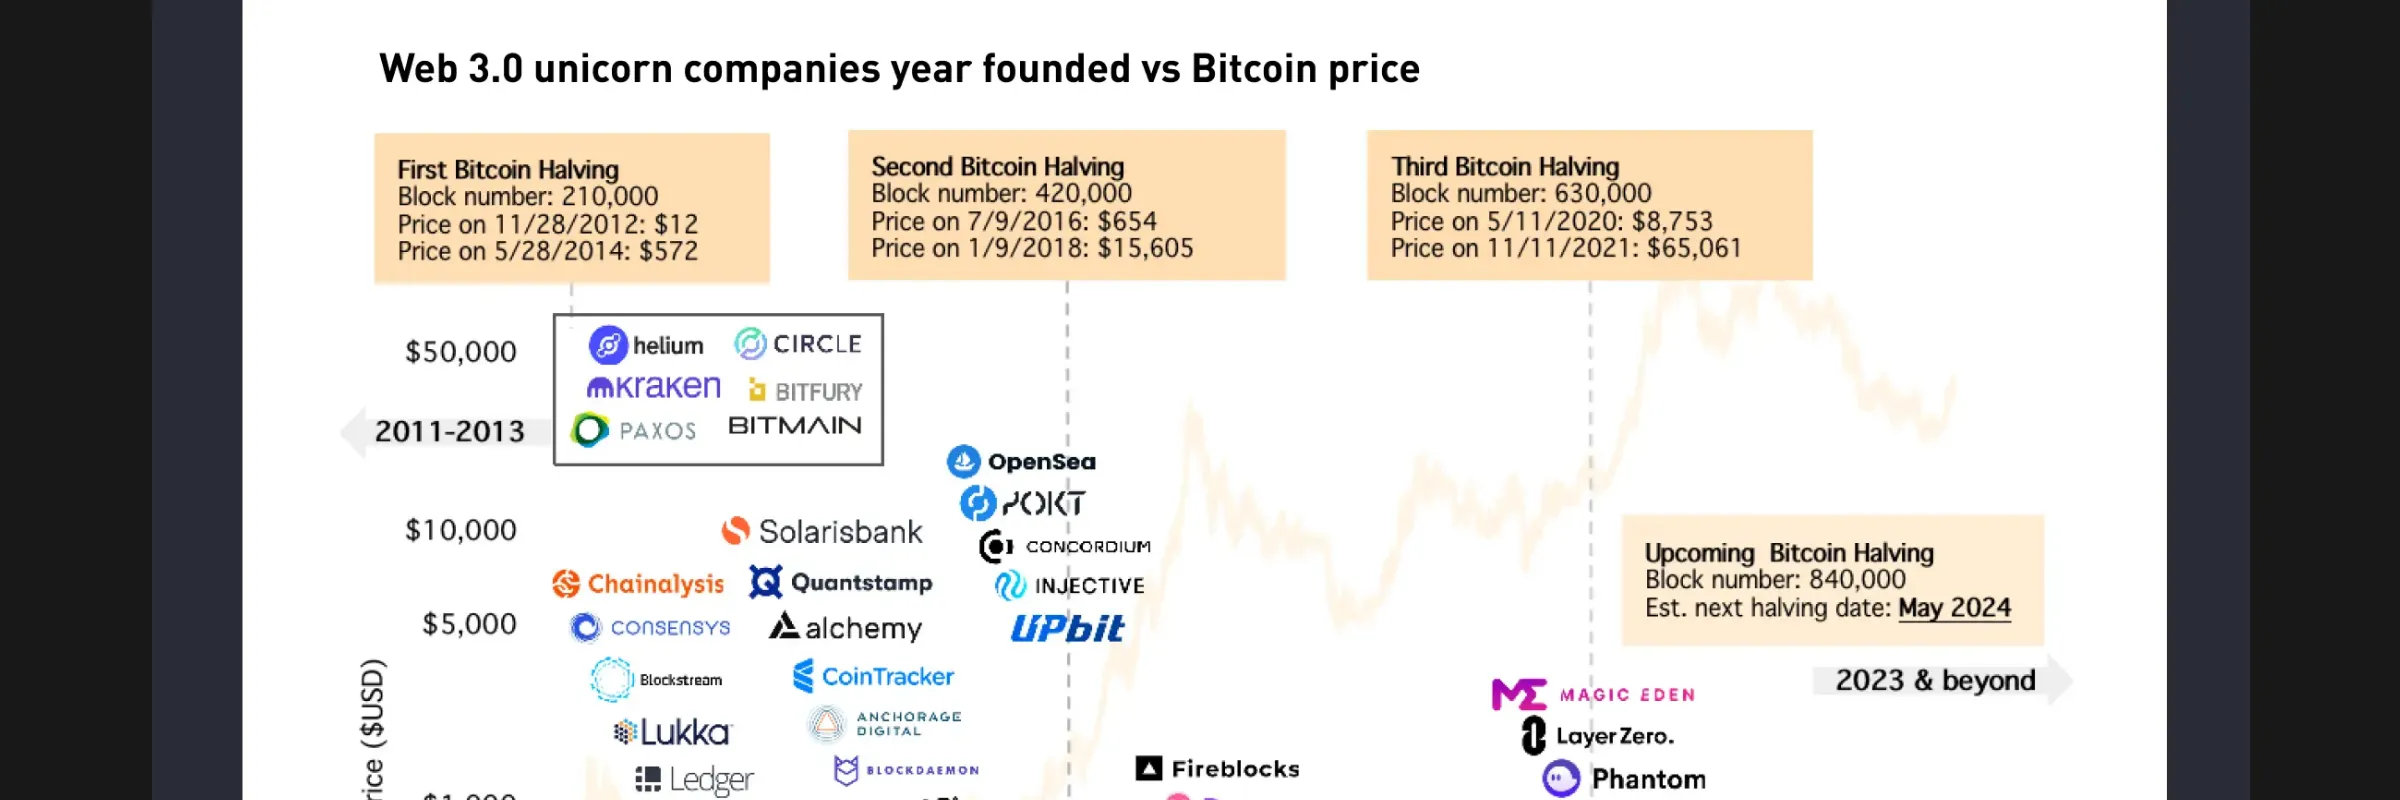 Web 3.0 unicorn companies year founded vs Bitcoin price
First Bitcoin Halving
Block number: 210,000
Price on 11/28/2012: $12
Price on 5/28/2014: $572
Second Bitcoin Halving
Block number: 420,000
Price on 7/9/2016: $654
Price on 1/9/2018: $15,605
Third Bitcoin Halving
Block number: 630,000
Price on 5/11/2020: $8,753
Price on 11/11/2021: $65,061
$50,000
helium
CIRCLE
kraken
BITFURY
2011-2013
PAXOS
BITMAIN
OpenSea
POKT
$10,000
Solarisbank
CONCORDIUM
Chainalysis
Quantstamp
INJECTIVE
$5,000
CONSENSYS
alchemy
UPbit
Upcoming Bitcoin Halving
Block number: 840,000
Est. next halving date: May 2024
2023 & beyond
Blockstream
CoinTracker
MAGIC EDEN
Lukka
ANCHORAGE
DIGITAL
LayerZero.
Ledger
BLOCKDAEMON
Fireblocks
Phantom
($USD)